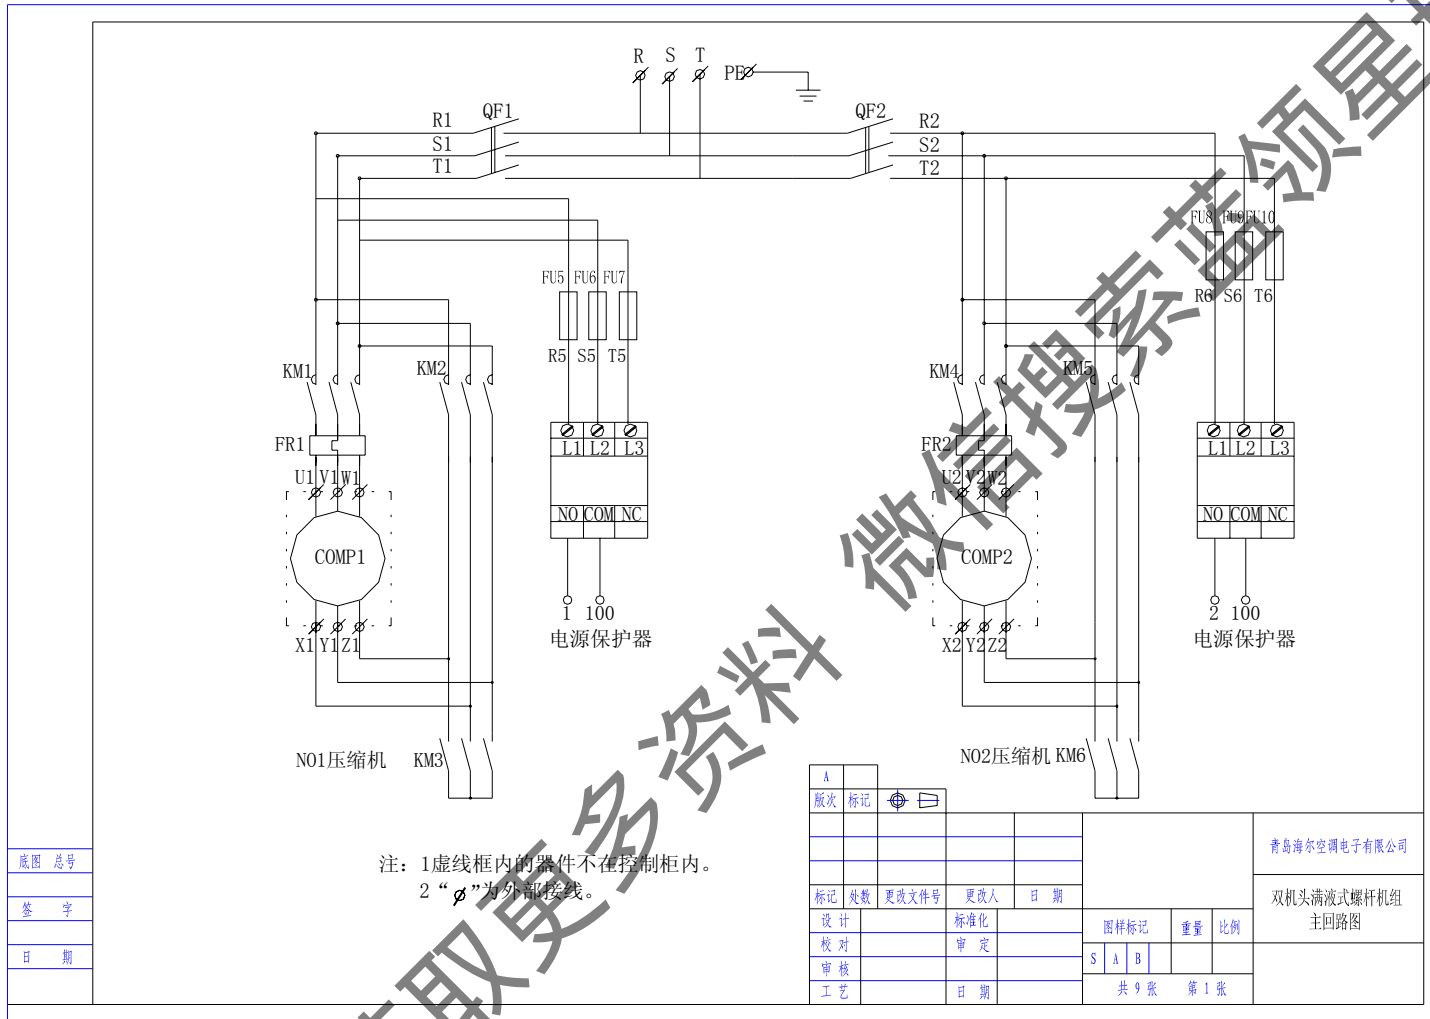 R S T PE
R1 QF1 QF2 R2
S1 S2
T1 T2
FU8 FU9 FU10
FU5 FU6 FU7
R6 S6 T6
R5 S5 T5
KM1 KM2 KM4 KM5
FR1 L1 L2 L3 FR2 L1 L2 L3
U1 V1 W1 U2 V2 W2
NO COM NC NO COM NC
COMP1 COMP2
1 100 2 100
电源保护器 电源保护器
X1 Y1 Z1 X2 Y2 Z2
NO1压缩机 KM3 NO2压缩机 KM6
注：1虚线框内的器件不在控制柜内。
2“ø”为外部接线。
微信搜索蓝领星球
获取更多资料
底图 总号
签 字
日 期
A
版次 标记
标记 处数 更改文件号 更改人 日 期
设 计 标准化
校 对 审 定
审 核
工 艺 日 期
图样标记 重量 比例
S A B
共 9 张 第 1 张
青岛海尔空调电子有限公司
双机头满液式螺杆机组
主回路图